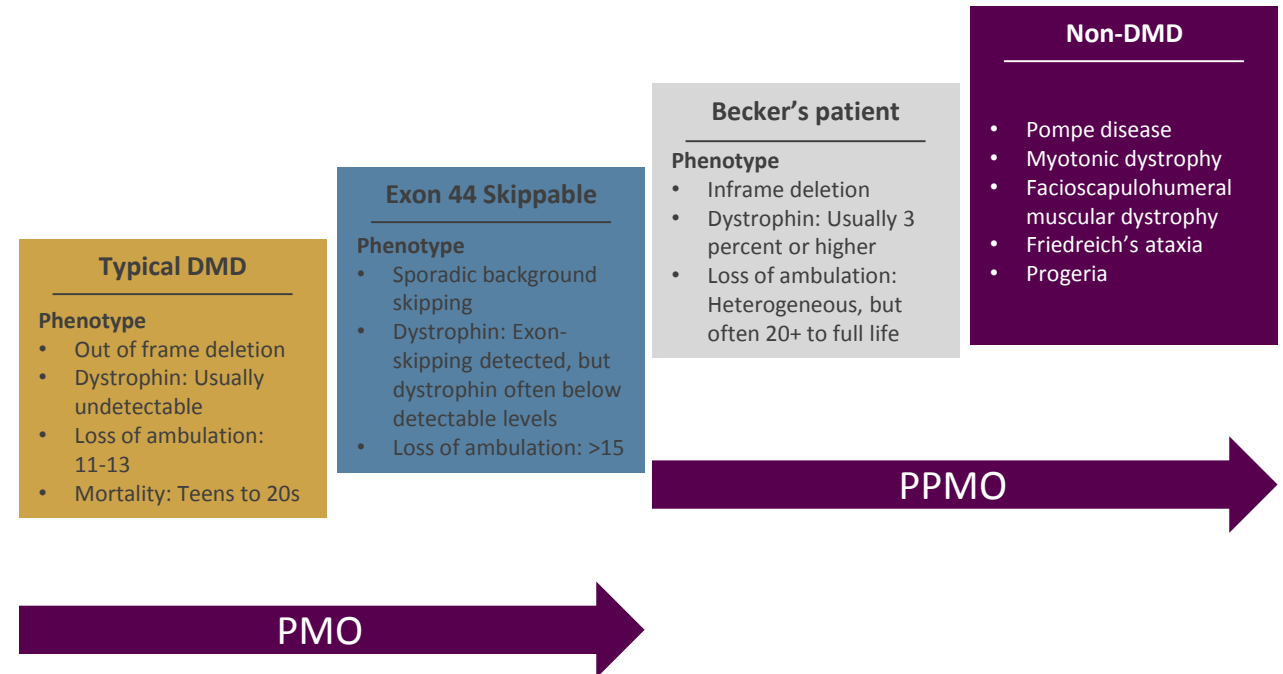 Typical DMD
Phenotype
• Out of frame deletion
• Dystrophin: Usually
undetectable
• Loss of ambulation:
11-13
• Mortality: Teens to 20s
Exon 44 Skippable
Phenotype
• Sporadic background
skipping
• Dystrophin: Exon-
skipping detected, but
dystrophin often below
detectable levels
• Loss of ambulation: >15
Becker’s patient
Phenotype
• Inframe deletion
• Dystrophin: Usually 3
percent or higher
• Loss of ambulation:
Heterogeneous, but
often 20+ to full life
Non-DMD
• Pompe disease
• Myotonic dystrophy
• Facioscapulohumeral
muscular dystrophy
• Friedreich’s ataxia
• Progeria
PPMO
PMO